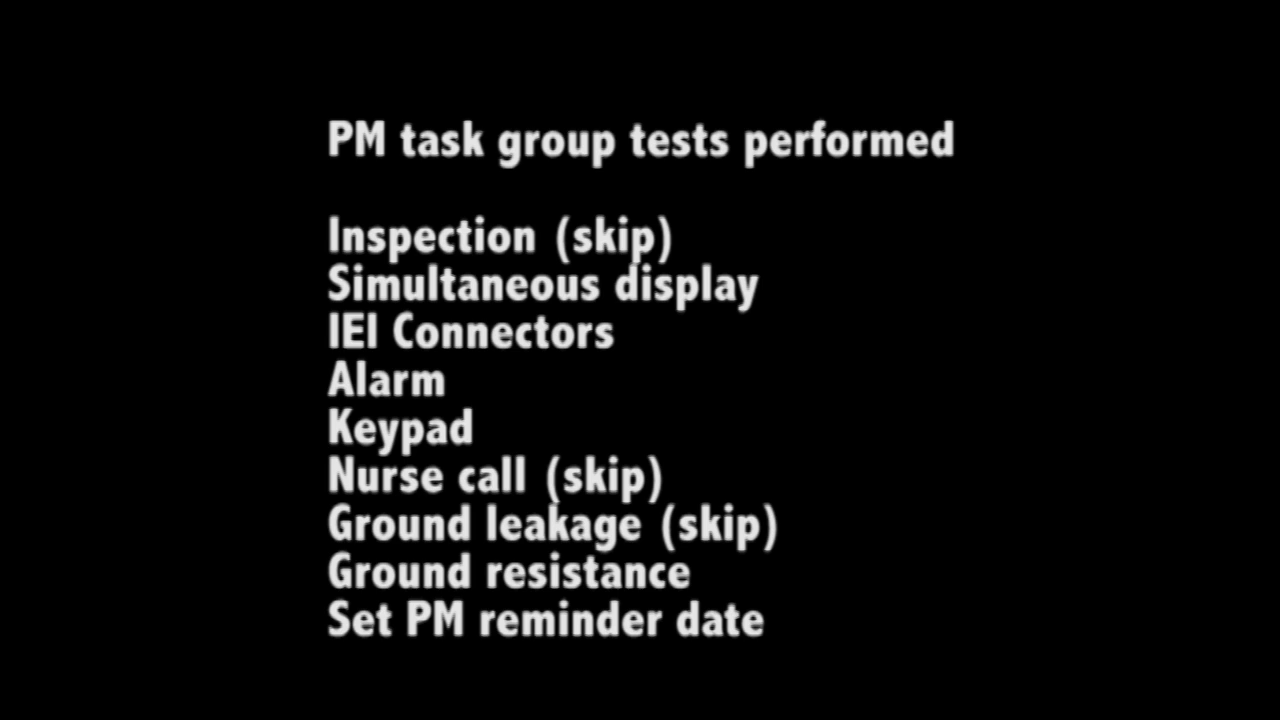 PM task group tests performed
Inspection (skip)
Simultaneous display
IEI Connectors
Alarm
Keypad
Nurse call (skip)
Ground leakage (skip)
Ground resistance
Set PM reminder date